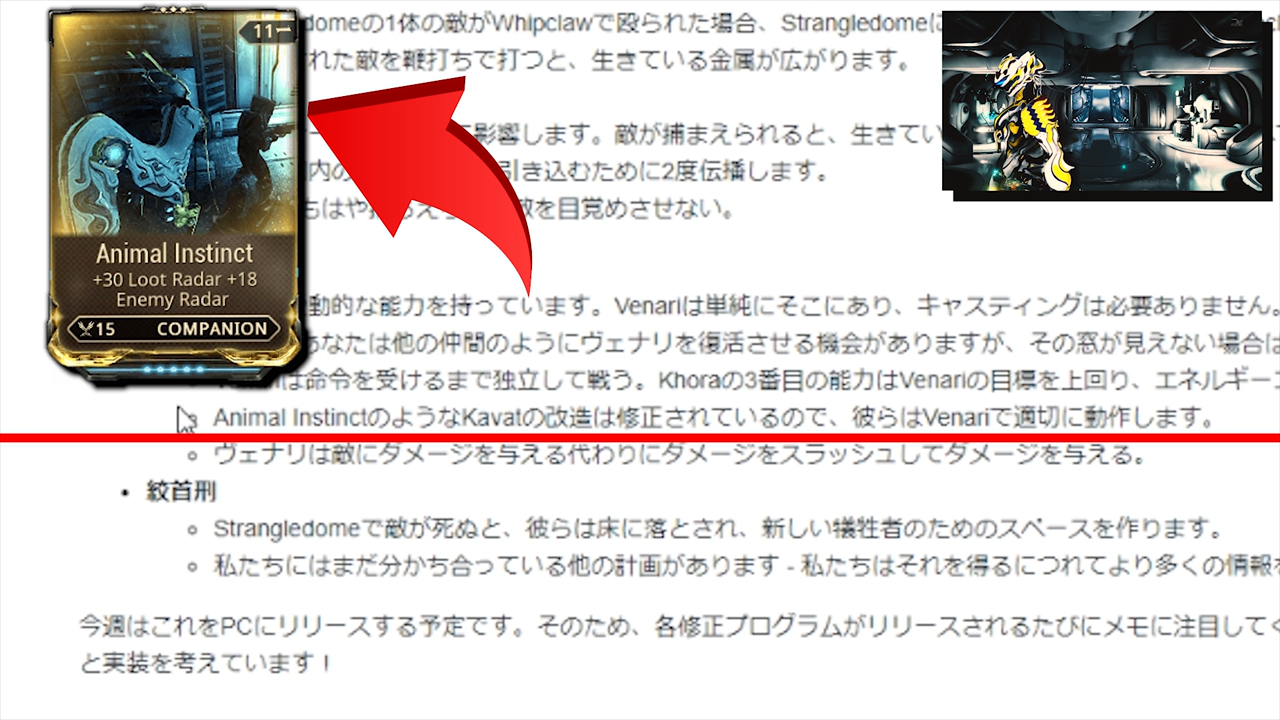 domeの1体の敵がWhipclawで殴られた場合、Strangledomeに
れた敵を鞭打ちで打つと、生きている金属が広がります。
影響します。敵が捕まえられると、生きてい
内の
引き込むために2度伝播します。
敵を目覚めさせない。
11
Animal Instinct
+30 Loot Radar +18
Enemy Radar
15 COMPANION
動的な能力を持っています。Venariは単純にそこにあり、キャスティングは必要ありません。
あなたは他の仲間のようにヴェナリを復活させる機会がありますが、その窓が見えない場合は
は命令を受けるまで独立して戦う。Khoraの3番目の能力はVenariの目標を上回り、エネルギー
Animal InstinctのようなKavatの改造は修正されているので、彼らはVenariで適切に動作します。
ヴェナリは敵にダメージを与える代わりにダメージをスラッシュしてダメージを与える。
• 絞首刑
Strangledomeで敵が死ぬと、彼らは床に落とされ、新しい犠牲者のためのスペースを作ります。
私たちにはまだ分かち合っている他の計画があります - 私たちはそれを得るにつれてより多くの情報を
今週はこれをPCにリリースする予定です。そのため、各修正プログラムがリリースされるたびにメモに注目してく
と実装を考えています！